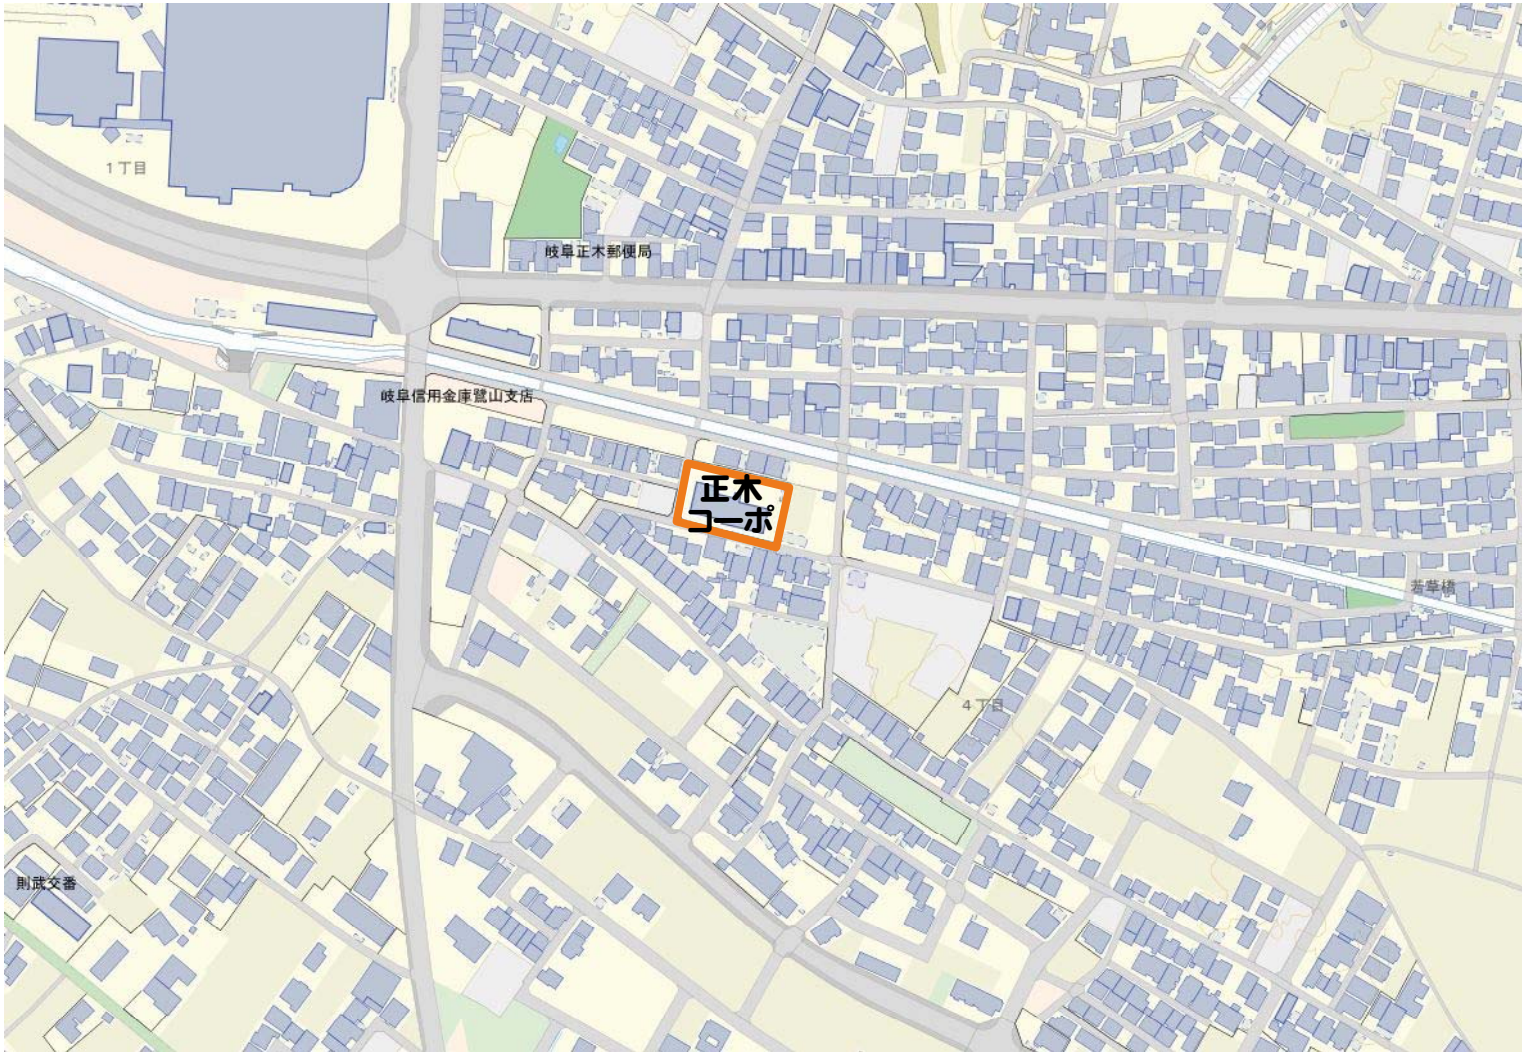 1丁目
岐阜正木郵便局
岐阜信用金庫鷺山支店
正木
コーポ
若草橋
4丁目
則武交番